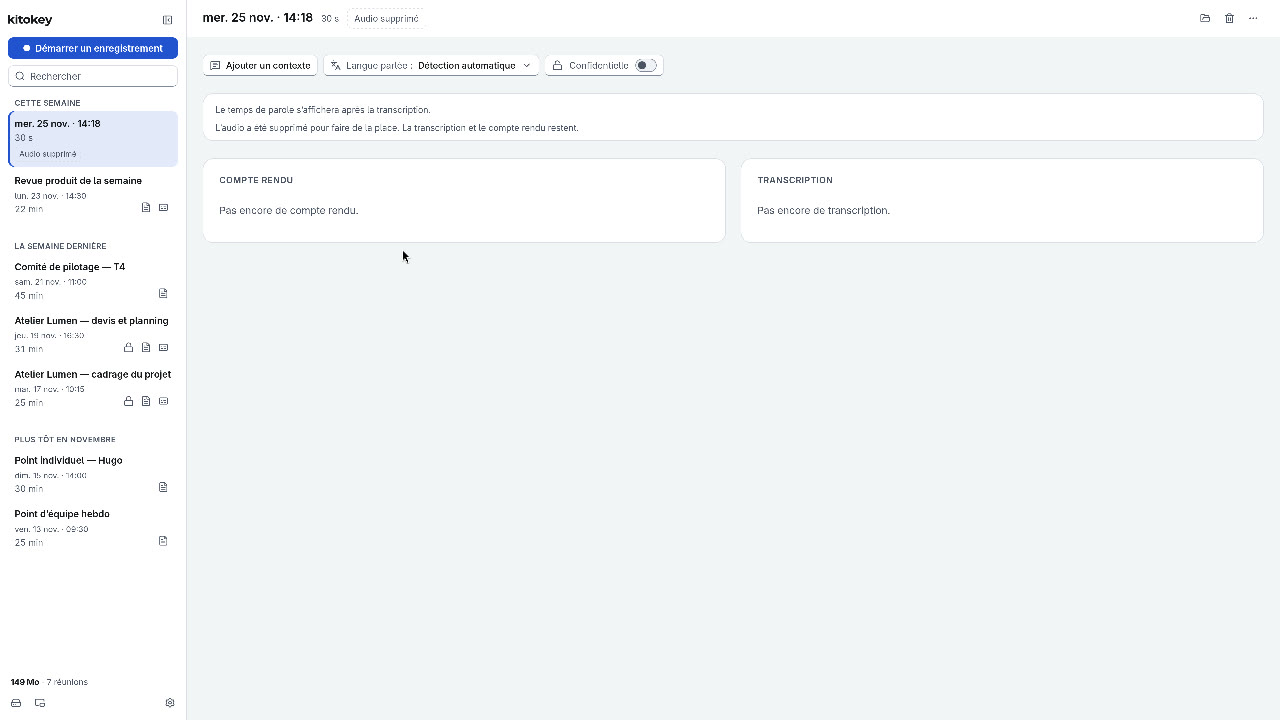 kitokey
Démarrer un enregistrement
Rechercher
CETTE SEMAINE
mer. 25 nov. · 14:18
30 s
Audio supprimé
Revue produit de la semaine
lun. 23 nov. · 14:30
22 min
LA SEMAINE DERNIÈRE
Comité de pilotage — T4
sam. 21 nov. · 11:00
45 min
Atelier Lumen — devis et planning
jeu. 19 nov. · 16:30
31 min
Atelier Lumen — cadrage du projet
mar. 17 nov. · 10:15
25 min
PLUS TÔT EN NOVEMBRE
Point individuel — Hugo
dim. 15 nov. · 14:00
30 min
Point d'équipe hebdo
ven. 13 nov. · 09:30
25 min
149 Mo · 7 réunions
mer. 25 nov. · 14:18 30 s Audio supprimé
Ajouter un contexte Langue parlée : Détection automatique Confidentielle
Le temps de parole s'affichera après la transcription.
L'audio a été supprimé pour faire de la place. La transcription et le compte rendu restent.
COMPTE RENDU
Pas encore de compte rendu.
TRANSCRIPTION
Pas encore de transcription.